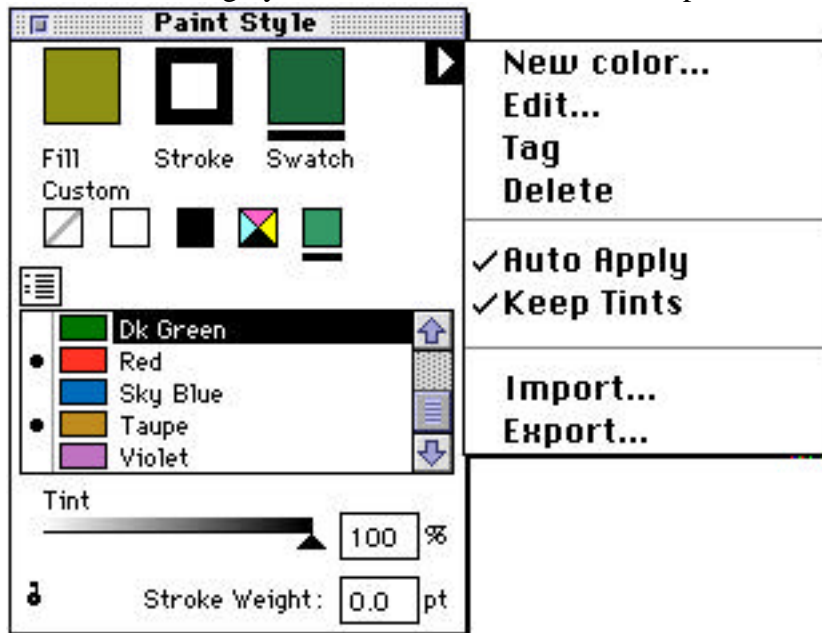 Paint Style
Fill
Stroke
Swatch
Custom
Dk Green
Red
Sky Blue
Taupe
Violet
Tint
100 %
Stroke Weight: 0.0 pt
New color...
Edit...
Tag
Delete
✓Auto Apply
✓Keep Tints
Import...
Export...